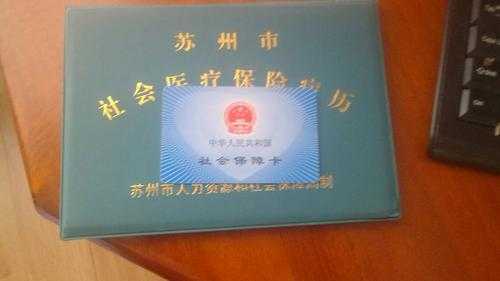 苏州市
社会医疗保险病历
中华人民共和国
社会保障卡
苏州市人力资源和社会保障局制